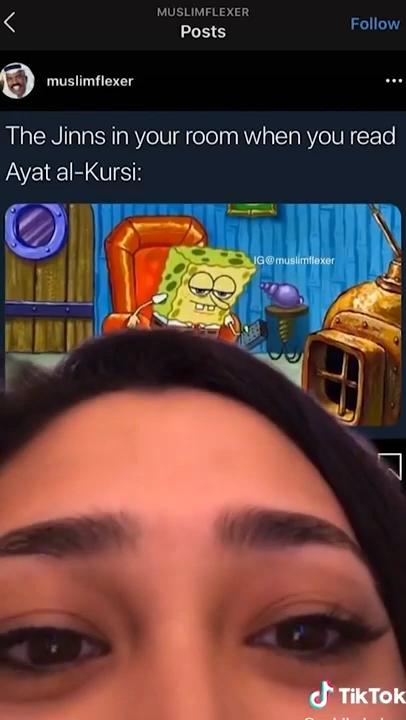 MUSLIMFLEXER
Posts
Follow
muslimflexer
The Jinns in your room when you read
Ayat al-Kursi:
IG@muslimflexer
TikTok